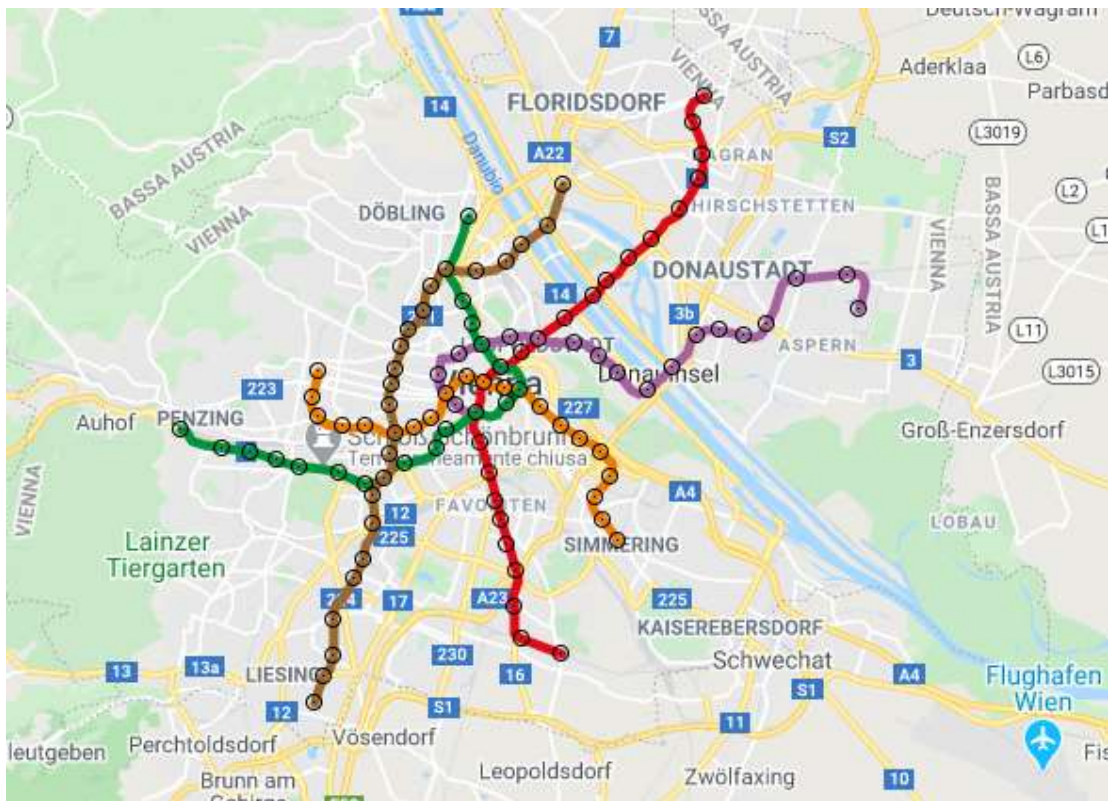 Deutsch-Wagram
14
7
BASSA AUSTRIA
VIENNA
L6
Aderklaa
Parbasd
FLORIDSDORF
S2
L3019
A22
Danubio
BASSA AUSTRIA
VIENNA
DÖBLING
HIRSCHSTETTEN
L2
L1
BASSA AUSTRIA
VIENNA
DONAUSTADT
14
3b
L11
ASPERN
3
L3015
223
Donauinsel
Auhof
PENZING
227
Groß-Enzersdorf
VIENNA
A4
FAVORITEN
12
225
SIMMERING
LOBAU
Lainzer
Tiergarten
17
A23
225
KAISEREBERSDORF
230
13
13a
LIESING
16
Schwechat
A4
S1
Flughafen
Wien
12
S1
11
leutgeben
Perchtoldsdorf
Vösendorf
Fis
Leopoldsdorf
Zwölfaxing
10
Brunn am